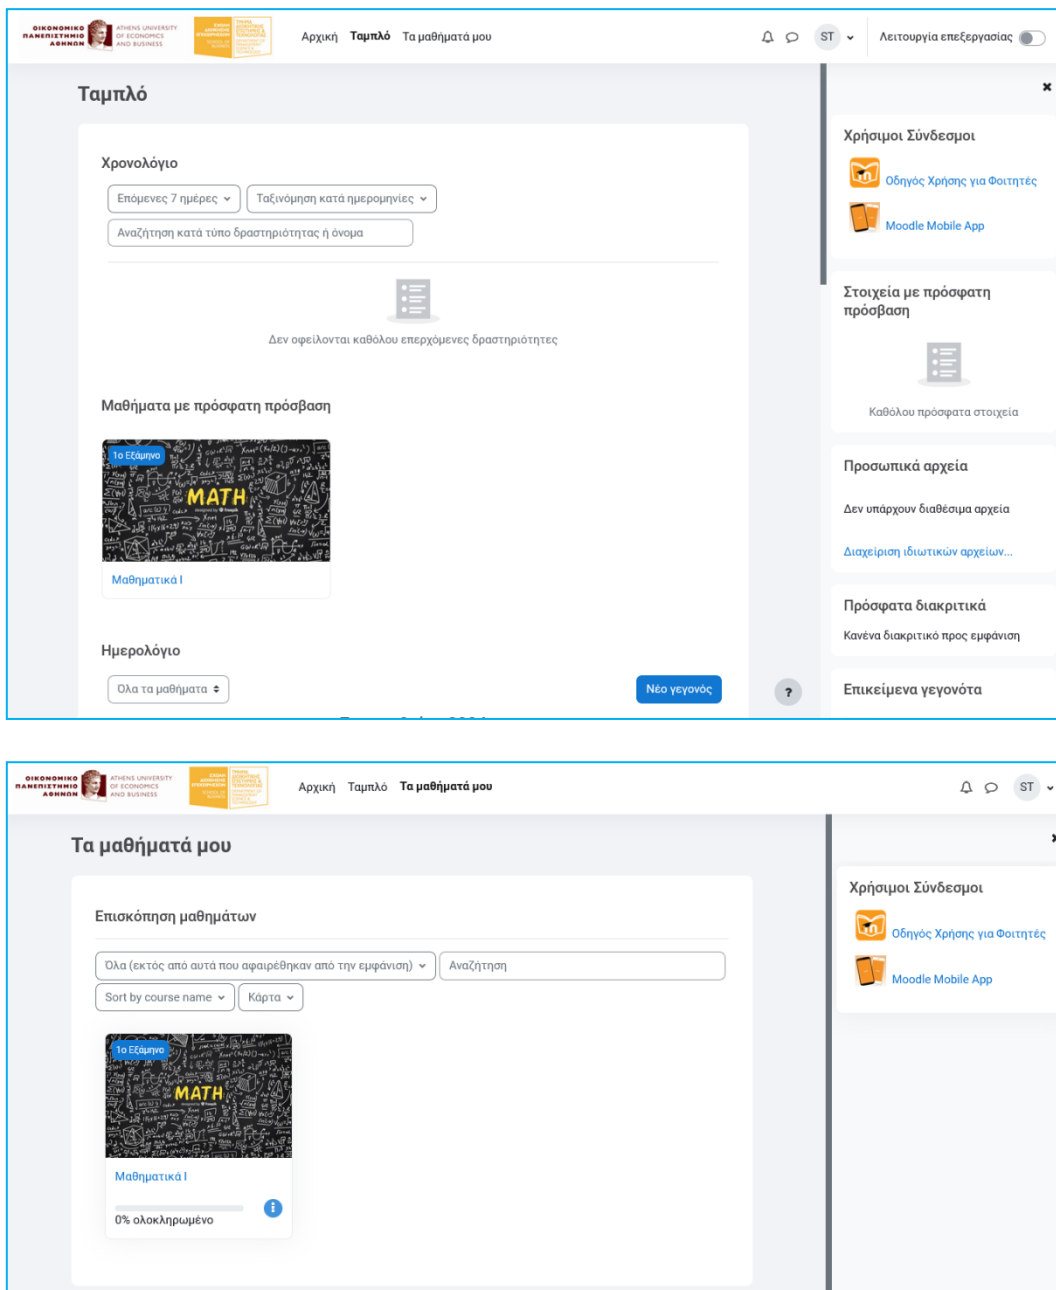 ΟΙΚΟΝΟΜΙΚΟ
ΠΑΝΕΠΙΣΤΗΜΙΟ
ΑΘΗΝΩΝ
ATHENS UNIVERSITY
OF ECONOMICS
AND BUSINESS
Αρχική Ταμπλό Τα μαθήματά μου
ST
Λειτουργία επεξεργασίας
Ταμπλό
Χρονολόγιο
Επόμενες 7 ημέρες
Ταξινόμηση κατά ημερομηνίες
Αναζήτηση κατά τύπο δραστηριότητας ή όνομα
Δεν οφείλονται καθόλου επερχόμενες δραστηριότητες
Μαθήματα με πρόσφατη πρόσβαση
1ο Εξάμηνο
MATH
Μαθηματικά Ι
Ημερολόγιο
Όλα τα μαθήματα
Νέο γεγονός
?
Χρήσιμοι Σύνδεσμοι
Οδηγός Χρήσης για Φοιτητές
Moodle Mobile App
Στοιχεία με πρόσφατη
πρόσβαση
Καθόλου πρόσφατα στοιχεία
Προσωπικά αρχεία
Δεν υπάρχουν διαθέσιμα αρχεία
Διαχείριση ιδιωτικών αρχείων...
Πρόσφατα διακριτικά
Κανένα διακριτικό προς εμφάνιση
Επικείμενα γεγονότα
ΟΙΚΟΝΟΜΙΚΟ
ΠΑΝΕΠΙΣΤΗΜΙΟ
ΑΘΗΝΩΝ
ATHENS UNIVERSITY
OF ECONOMICS
AND BUSINESS
Αρχική Ταμπλό Τα μαθήματά μου
ST
Τα μαθήματά μου
Επισκόπηση μαθημάτων
Όλα (εκτός από αυτά που αφαιρέθηκαν από την εμφάνιση)
Αναζήτηση
Sort by course name
Κάρτα
1ο Εξάμηνο
MATH
Μαθηματικά Ι
0% ολοκληρωμένο
Χρήσιμοι Σύνδεσμοι
Οδηγός Χρήσης για Φοιτητές
Moodle Mobile App